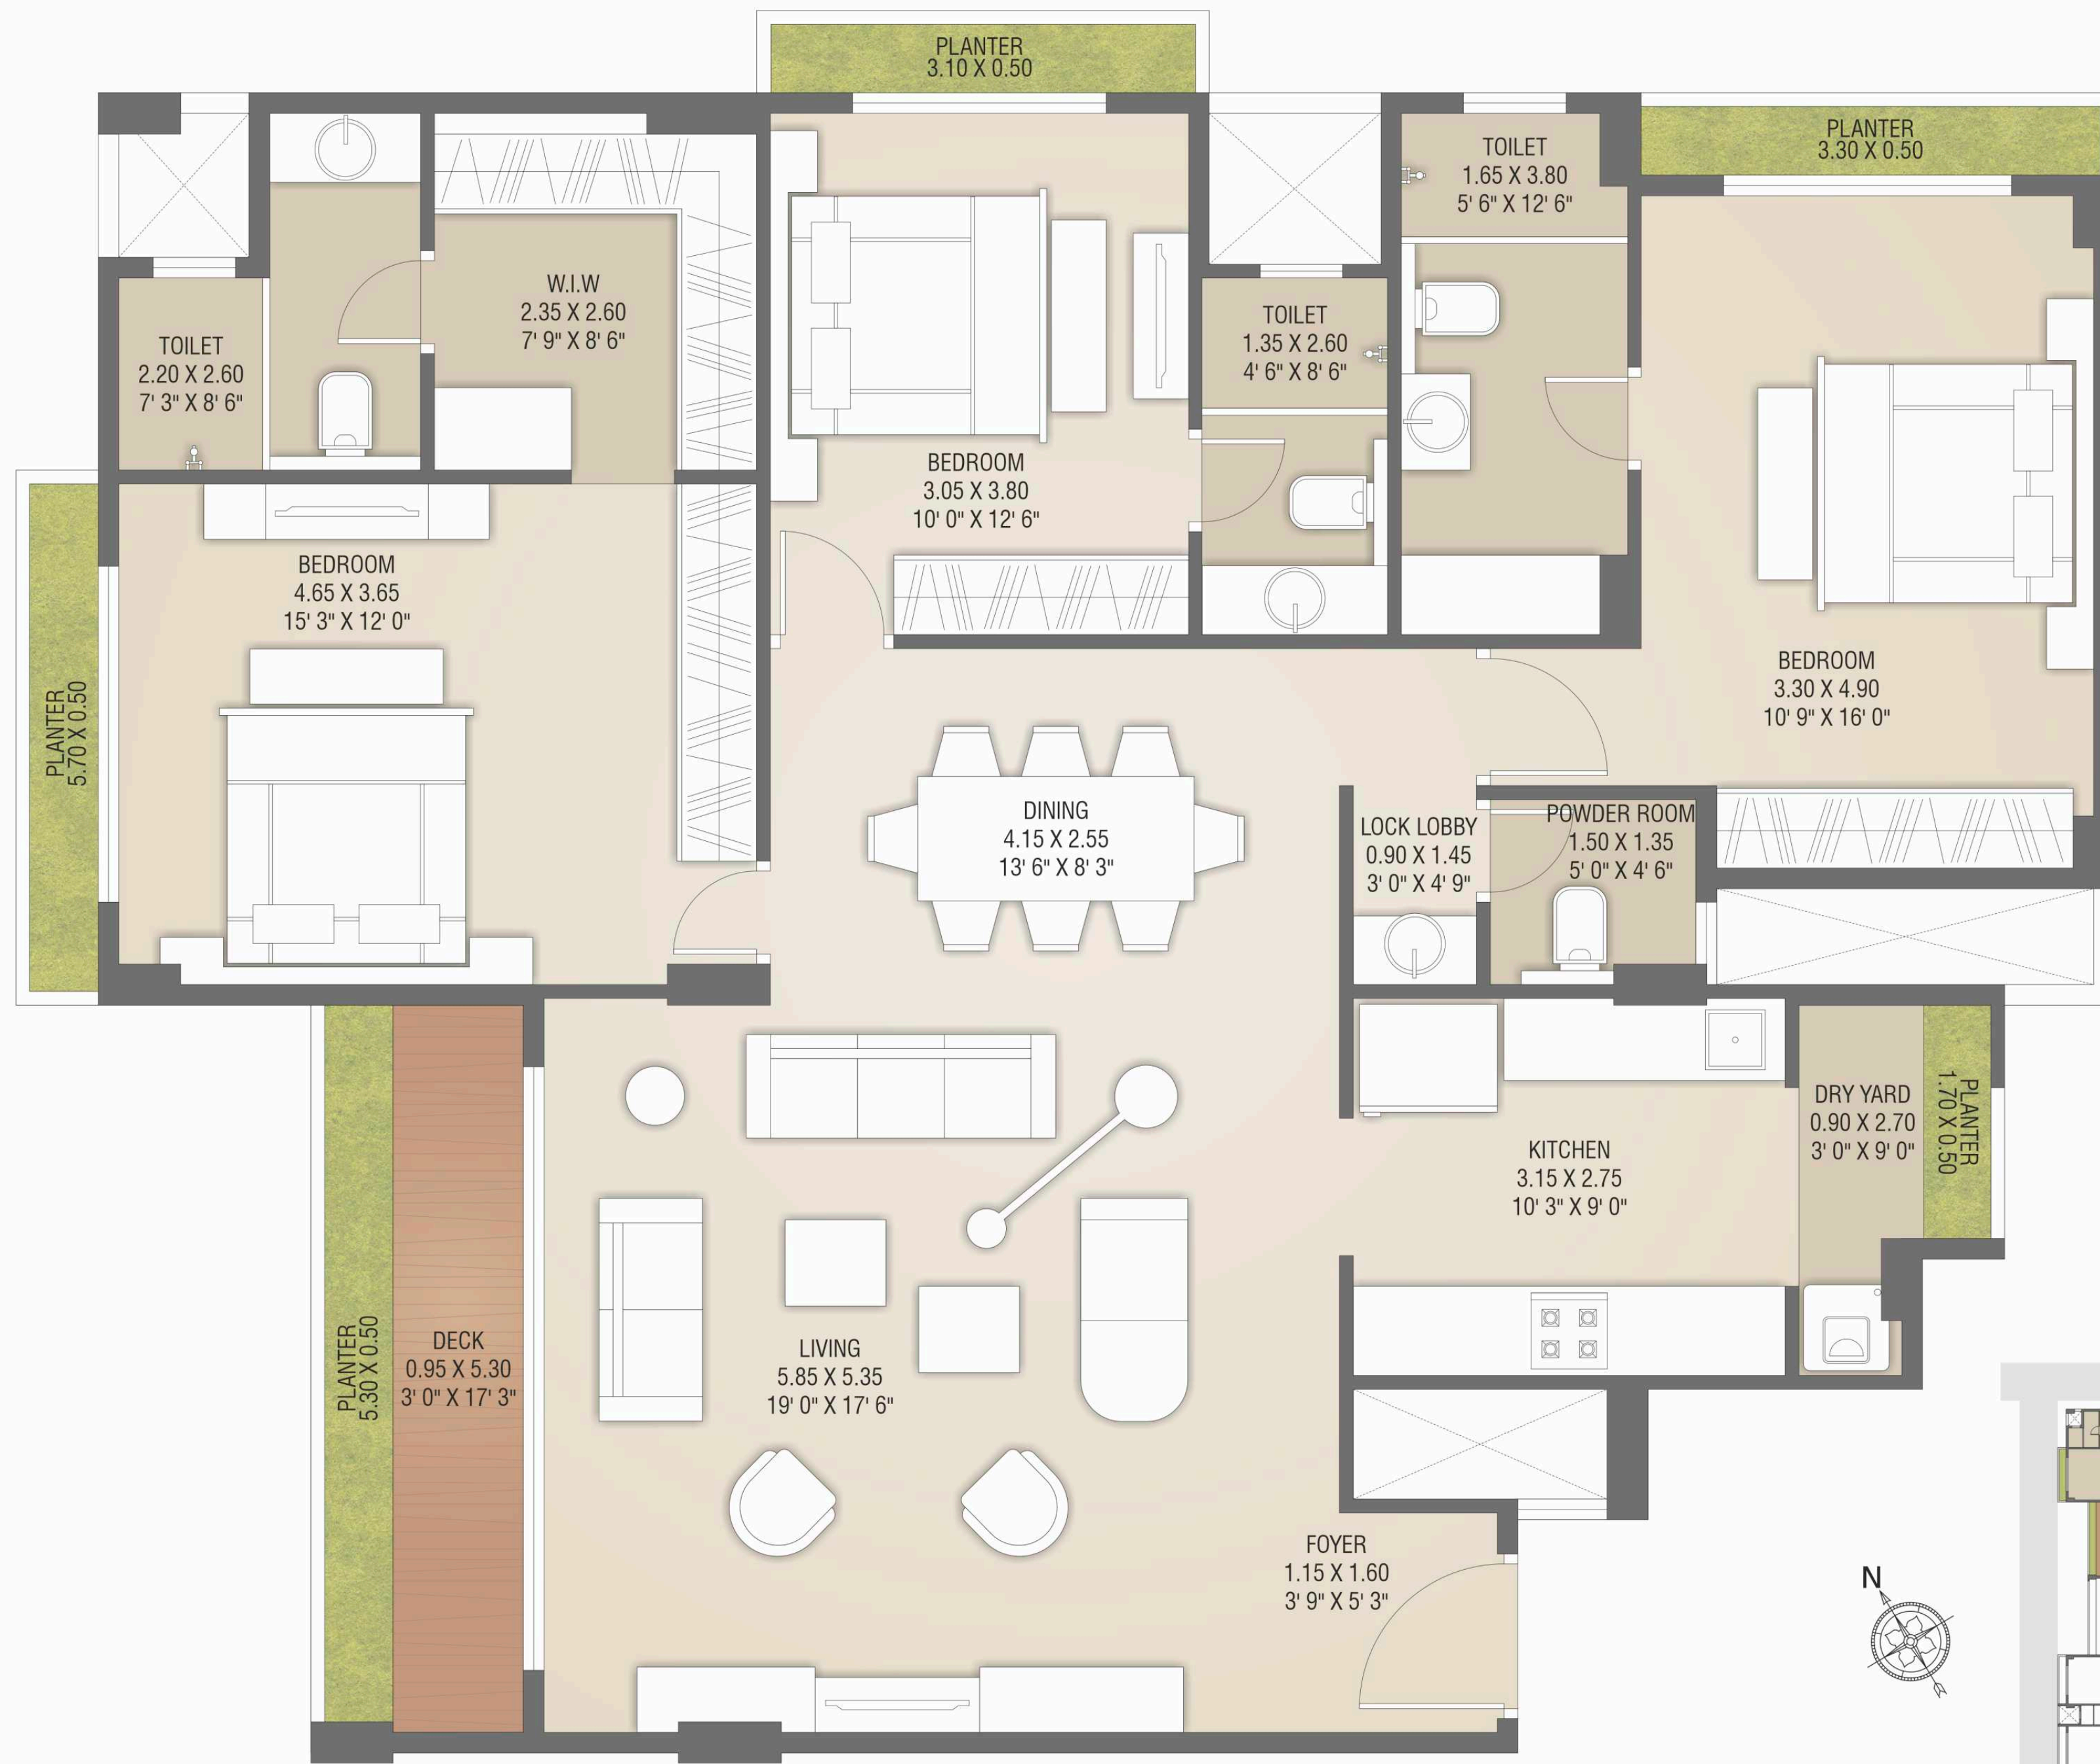 PLANTER
3.10 X 0.50
PLANTER
3.30 X 0.50
TOILET
1.65 X 3.80
5' 6" X 12' 6"
W.I.W
2.35 X 2.60
7' 9" X 8' 6"
TOILET
2.20 X 2.60
7' 3" X 8' 6"
TOILET
1.35 X 2.60
4' 6" X 8' 6"
BEDROOM
3.05 X 3.80
10' 0" X 12' 6"
BEDROOM
4.65 X 3.65
15' 3" X 12' 0"
PLANTER
5.70 X 0.50
BEDROOM
3.30 X 4.90
10' 9" X 16' 0"
DINING
4.15 X 2.55
13' 6" X 8' 3"
LOCK LOBBY
0.90 X 1.45
3' 0" X 4' 9"
POWDER ROOM
1.50 X 1.35
5' 0" X 4' 6"
DRY YARD
0.90 X 2.70
3' 0" X 9' 0"
PLANTER
1.70 X 0.50
KITCHEN
3.15 X 2.75
10' 3" X 9' 0"
PLANTER
5.30 X 0.50
DECK
0.95 X 5.30
3' 0" X 17' 3"
LIVING
5.85 X 5.35
19' 0" X 17' 6"
FOYER
1.15 X 1.60
3' 9" X 5' 3"
N